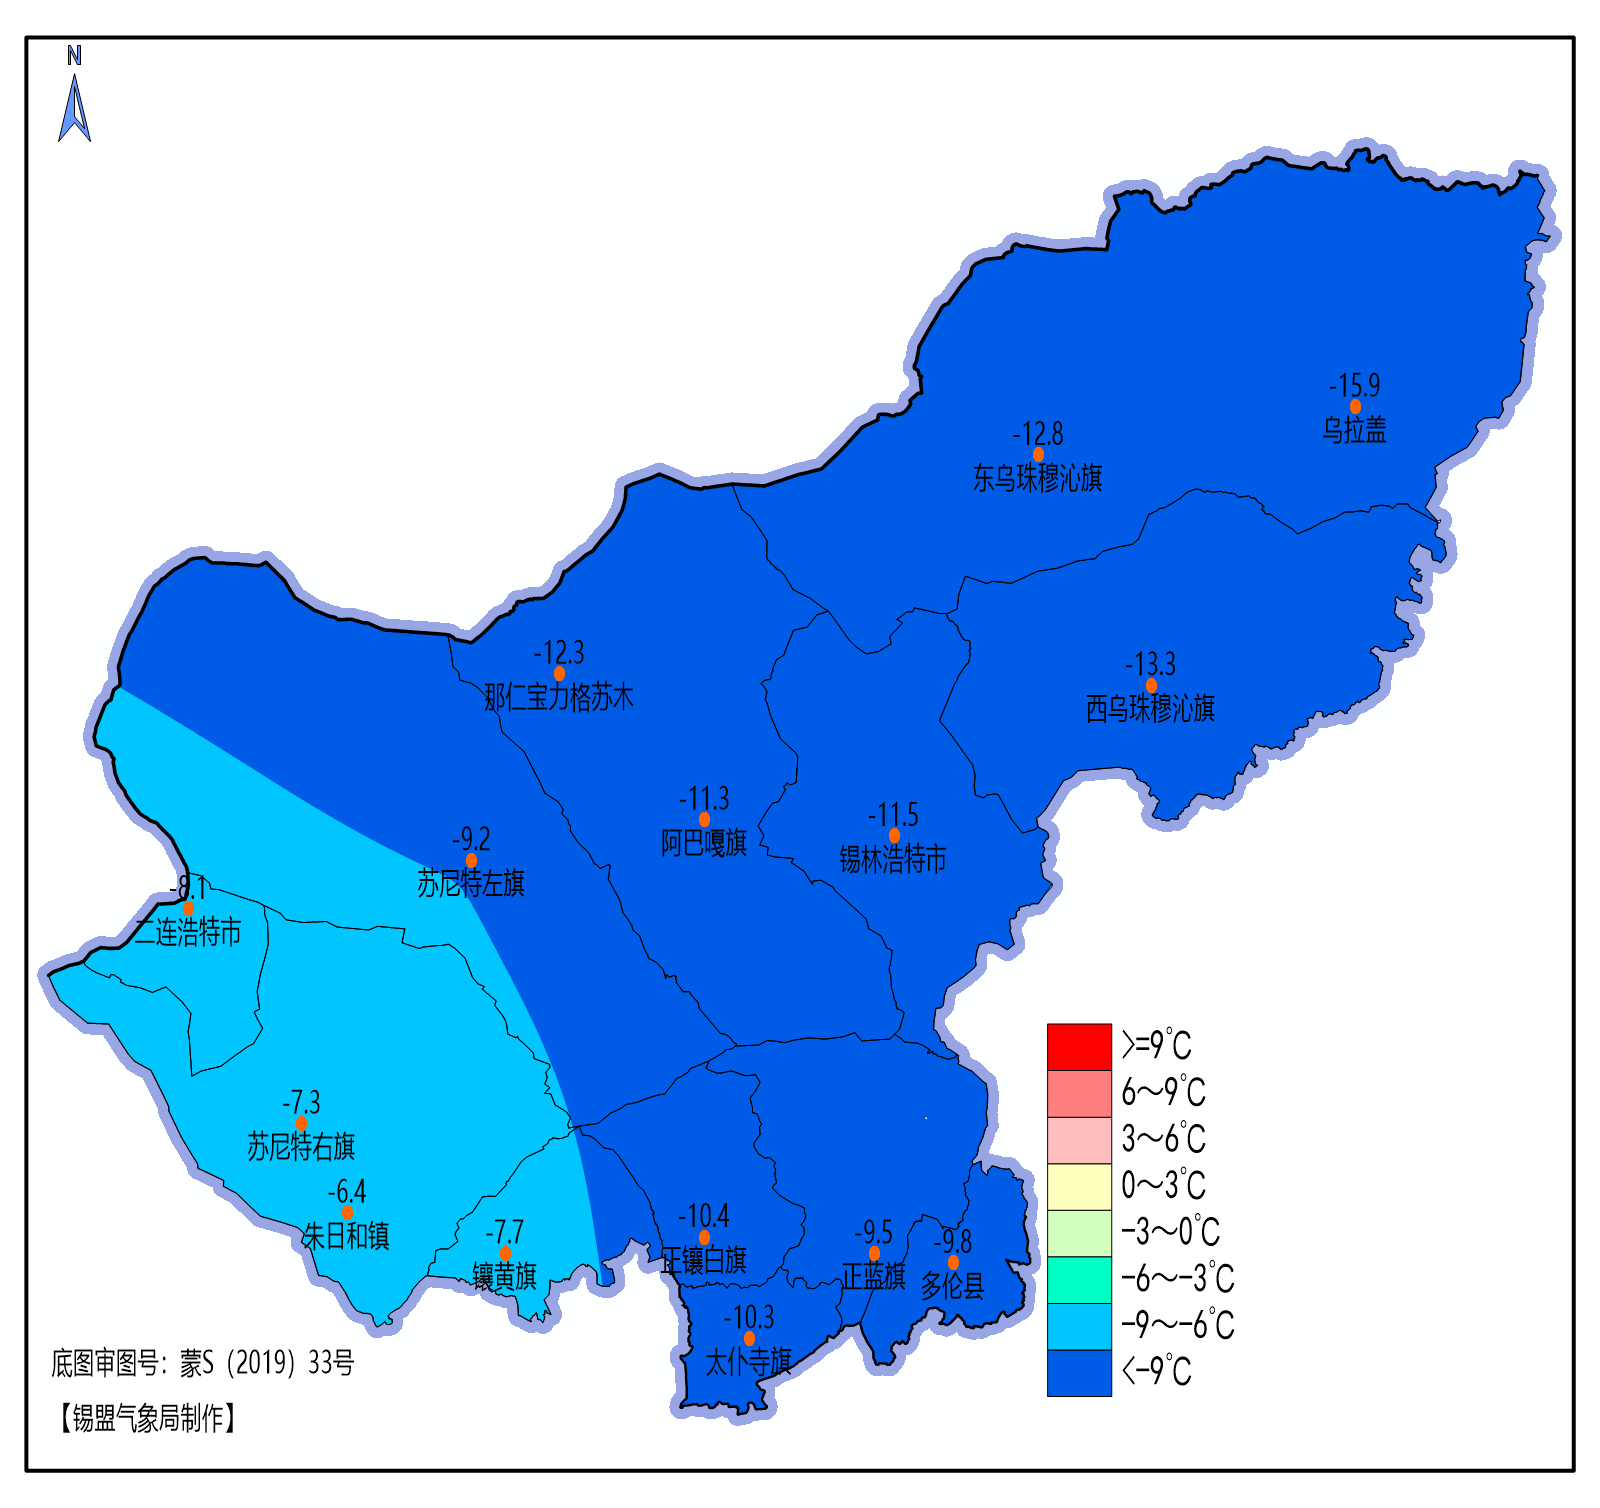 N
-15.9
乌拉盖
-12.8
东乌珠穆沁旗
-12.3
那仁宝力格苏木
-13.3
西乌珠穆沁旗
-11.3
阿巴嘎旗
-11.5
锡林浩特市
-9.2
苏尼特左旗
-8.1
二连浩特市
-7.3
苏尼特右旗
-6.4
朱日和镇
-7.7
镶黄旗
-10.4
正镶白旗
-9.5
正蓝旗
-9.8
多伦县
-10.3
太仆寺旗
>=9℃
6～9℃
3～6℃
0～3℃
-3～0℃
-6～-3℃
-9～-6℃
<-9℃
底图审图号：蒙S（2019）33号
【锡盟气象局制作】